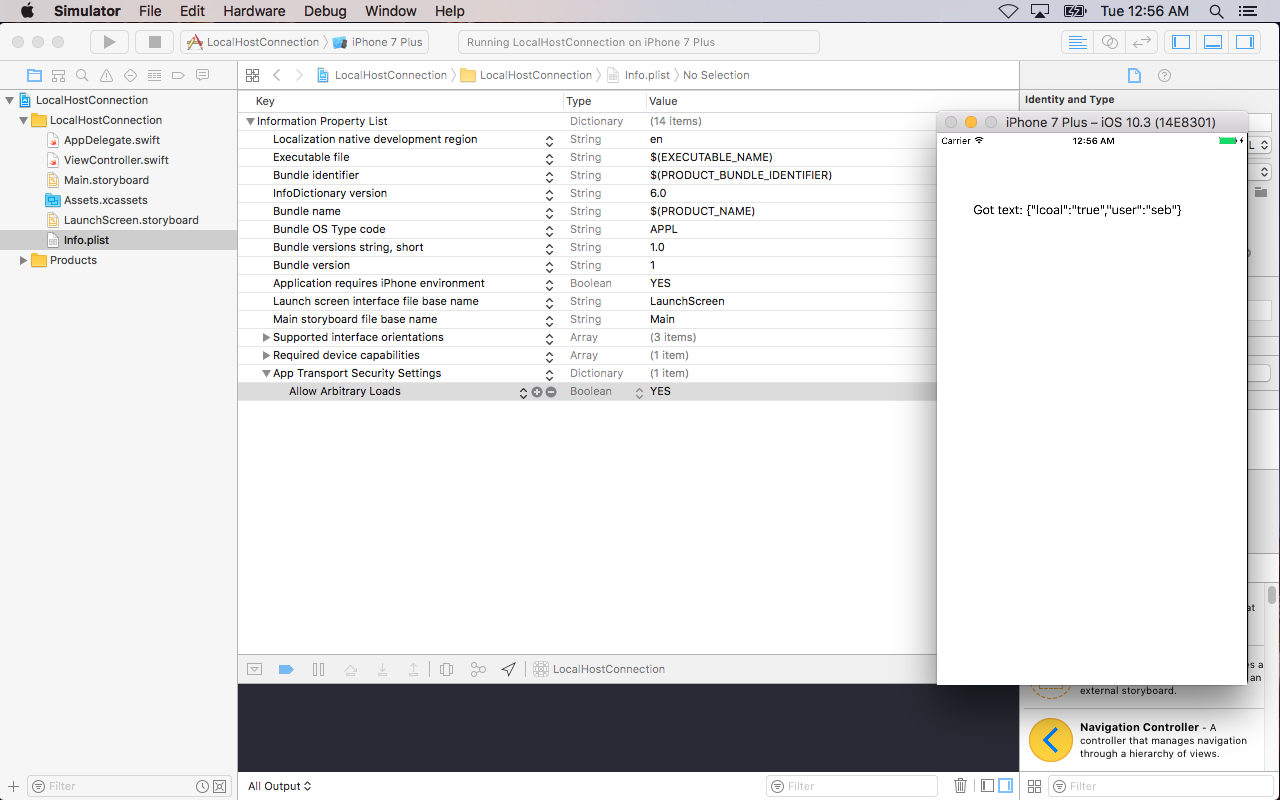 Simulator File Edit Hardware Debug Window Help Tue 12:56 AM
LocalHostConnection iPhone 7 Plus Running LocalHostConnection on iPhone 7 Plus
LocalHostConnection LocalHostConnection Info.plist No Selection
LocalHostConnection
LocalHostConnection
AppDelegate.swift
ViewController.swift
Main.storyboard
Assets.xcassets
LaunchScreen.storyboard
Info.plist
Products
Filter
Key Type Value
Information Property List Dictionary (14 items)
Localization native development region String en
Executable file String $(EXECUTABLE_NAME)
Bundle identifier String $(PRODUCT_BUNDLE_IDENTIFIER)
InfoDictionary version String 6.0
Bundle name String $(PRODUCT_NAME)
Bundle OS Type code String APPL
Bundle versions string, short String 1.0
Bundle version String 1
Application requires iPhone environment Boolean YES
Launch screen interface file base name String LaunchScreen
Main storyboard file base name String Main
Supported interface orientations Array (3 items)
Required device capabilities Array (1 item)
App Transport Security Settings Dictionary (1 item)
Allow Arbitrary Loads Boolean YES
LocalHostConnection
All Output Filter
Identity and Type
iPhone 7 Plus – iOS 10.3 (14E8301)
Carrier 12:56 AM
Got text: {"lcoal":"true","user":"seb"}
L
at
s a
an
external storyboard.
Navigation Controller - A
controller that manages navigation
through a hierarchy of views.
Filter